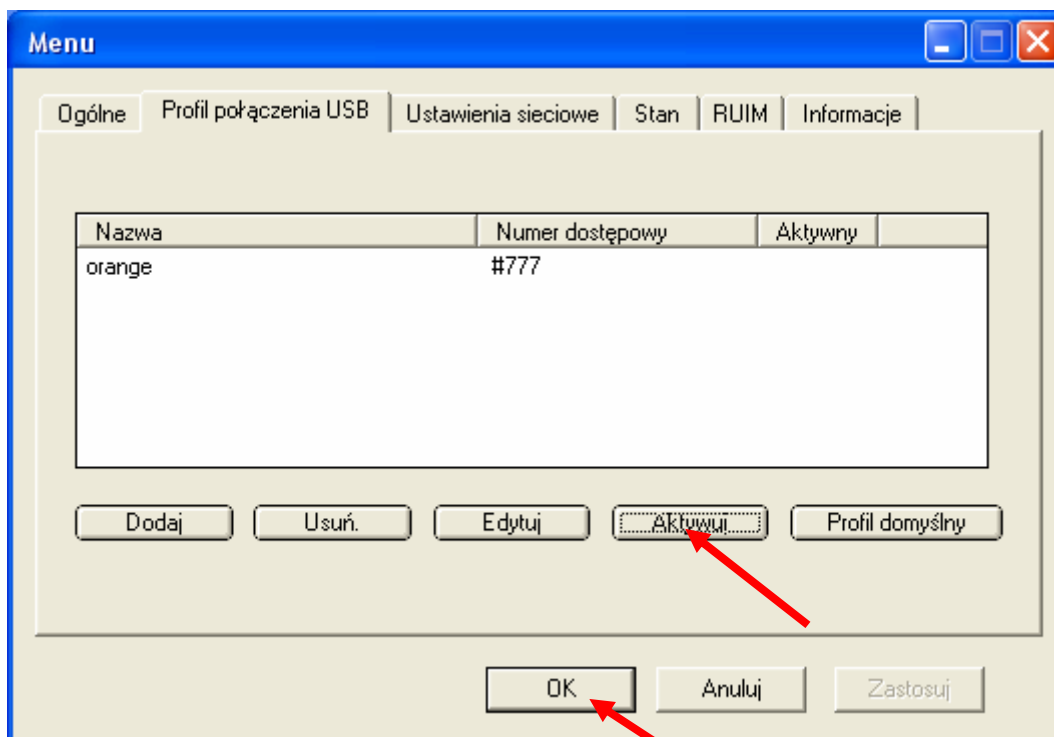 Menu
Ogólne Profil połączenia USB Ustawienia sieciowe Stan RUIM Informacje
Nazwa Numer dostępowy Aktywny
orange #777
Dodaj Usuń. Edytuj Aktywuj Profil domyślny
OK Anuluj Zastosuj